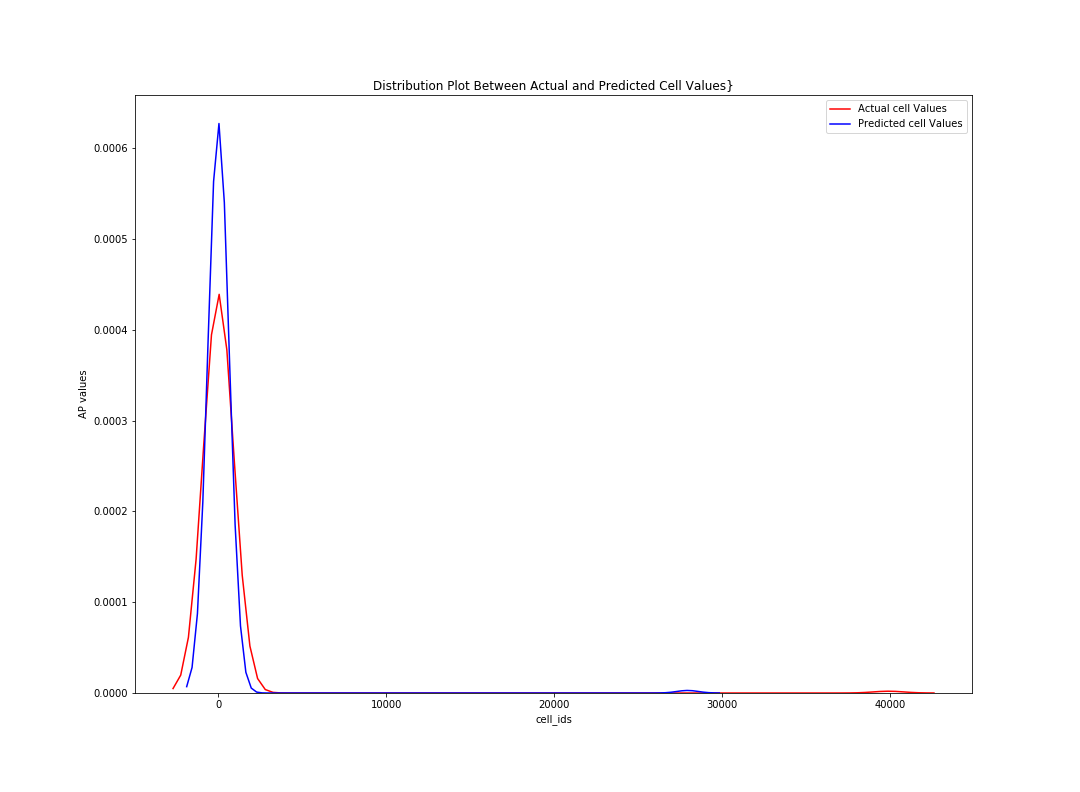 Distribution Plot Between Actual and Predicted Cell Values}
Actual cell Values
Predicted cell Values
0.0006
0.0005
0.0004
0.0003
0.0002
0.0001
0.0000
AP values
0
10000
20000
30000
40000
cell_ids